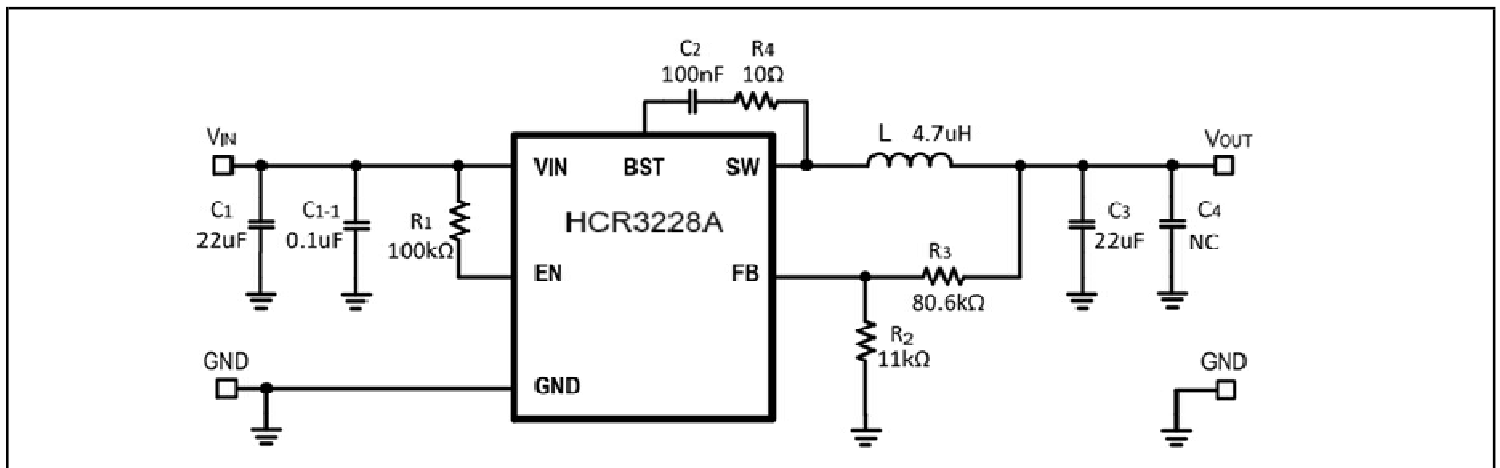 C2
100nF
R4
10Ω
VIN
L 4.7uH
VOUT
VIN BST SW
HCR3228A
C1
22uF
C1-1
0.1uF
R1
100kΩ
C3
22uF
C4
NC
EN
FB
R3
80.6kΩ
R2
11kΩ
GND
GND
GND